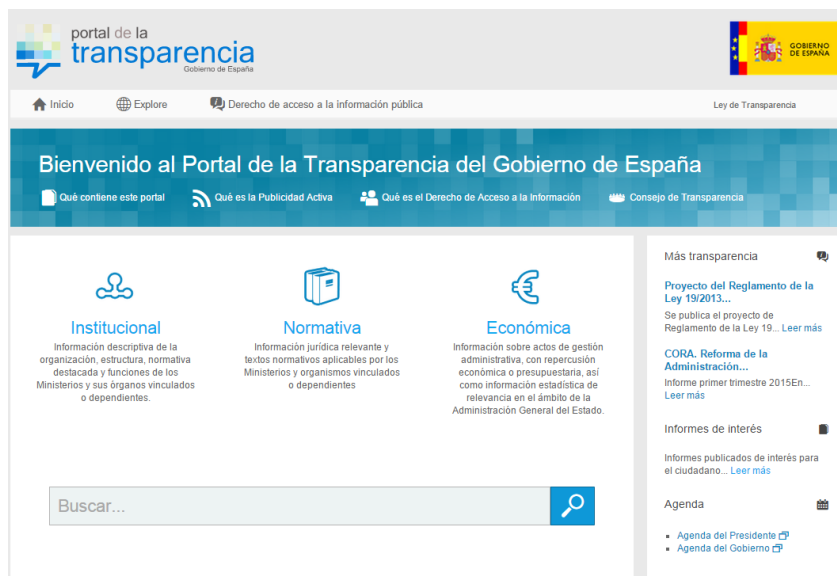 portal de la
transparencia
Gobierno de España
GOBIERNO
DE ESPAÑA
Inicio
Explore
Derecho de acceso a la información pública
Ley de Transparencia
Bienvenido al Portal de la Transparencia del Gobierno de España
Qué contiene este portal
Qué es la Publicidad Activa
Qué es el Derecho de Acceso a la Información
Consejo de Transparencia
Institucional
Información descriptiva de la
organización, estructura, normativa
destacada y funciones de los
Ministerios y sus órganos vinculados
o dependientes.
Normativa
Información jurídica relevante y
textos normativos aplicables por los
Ministerios y organismos vinculados
o dependientes
Económica
Información sobre actos de gestión
administrativa, con repercusión
económica o presupuestaria, así
como información estadística de
relevancia en el ámbito de la
Administración General del Estado.
Buscar...
Más transparencia
Proyecto del Reglamento de la
Ley 19/2013...
Se publica el proyecto de
Reglamento de la Ley 19... Leer más
CORA. Reforma de la
Administración...
Informe primer trimestre 2015En...
Leer más
Informes de interés
Informes publicados de interés para
el ciudadano... Leer más
Agenda
Agenda del Presidente
Agenda del Gobierno